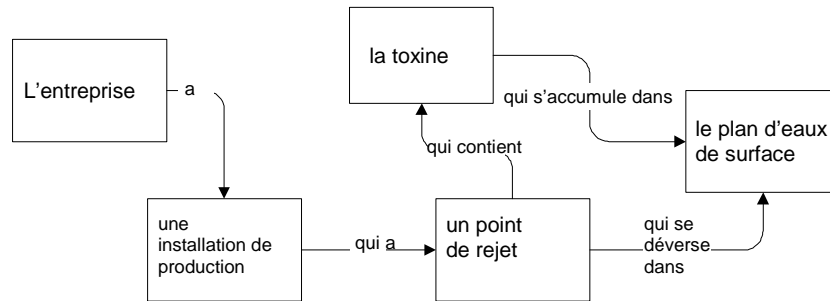 L'entreprise
a
la toxine
qui s'accumule dans
le plan d'eaux
de surface
qui contient
une
installation de
production
qui a
un point
de rejet
qui se
déverse
dans